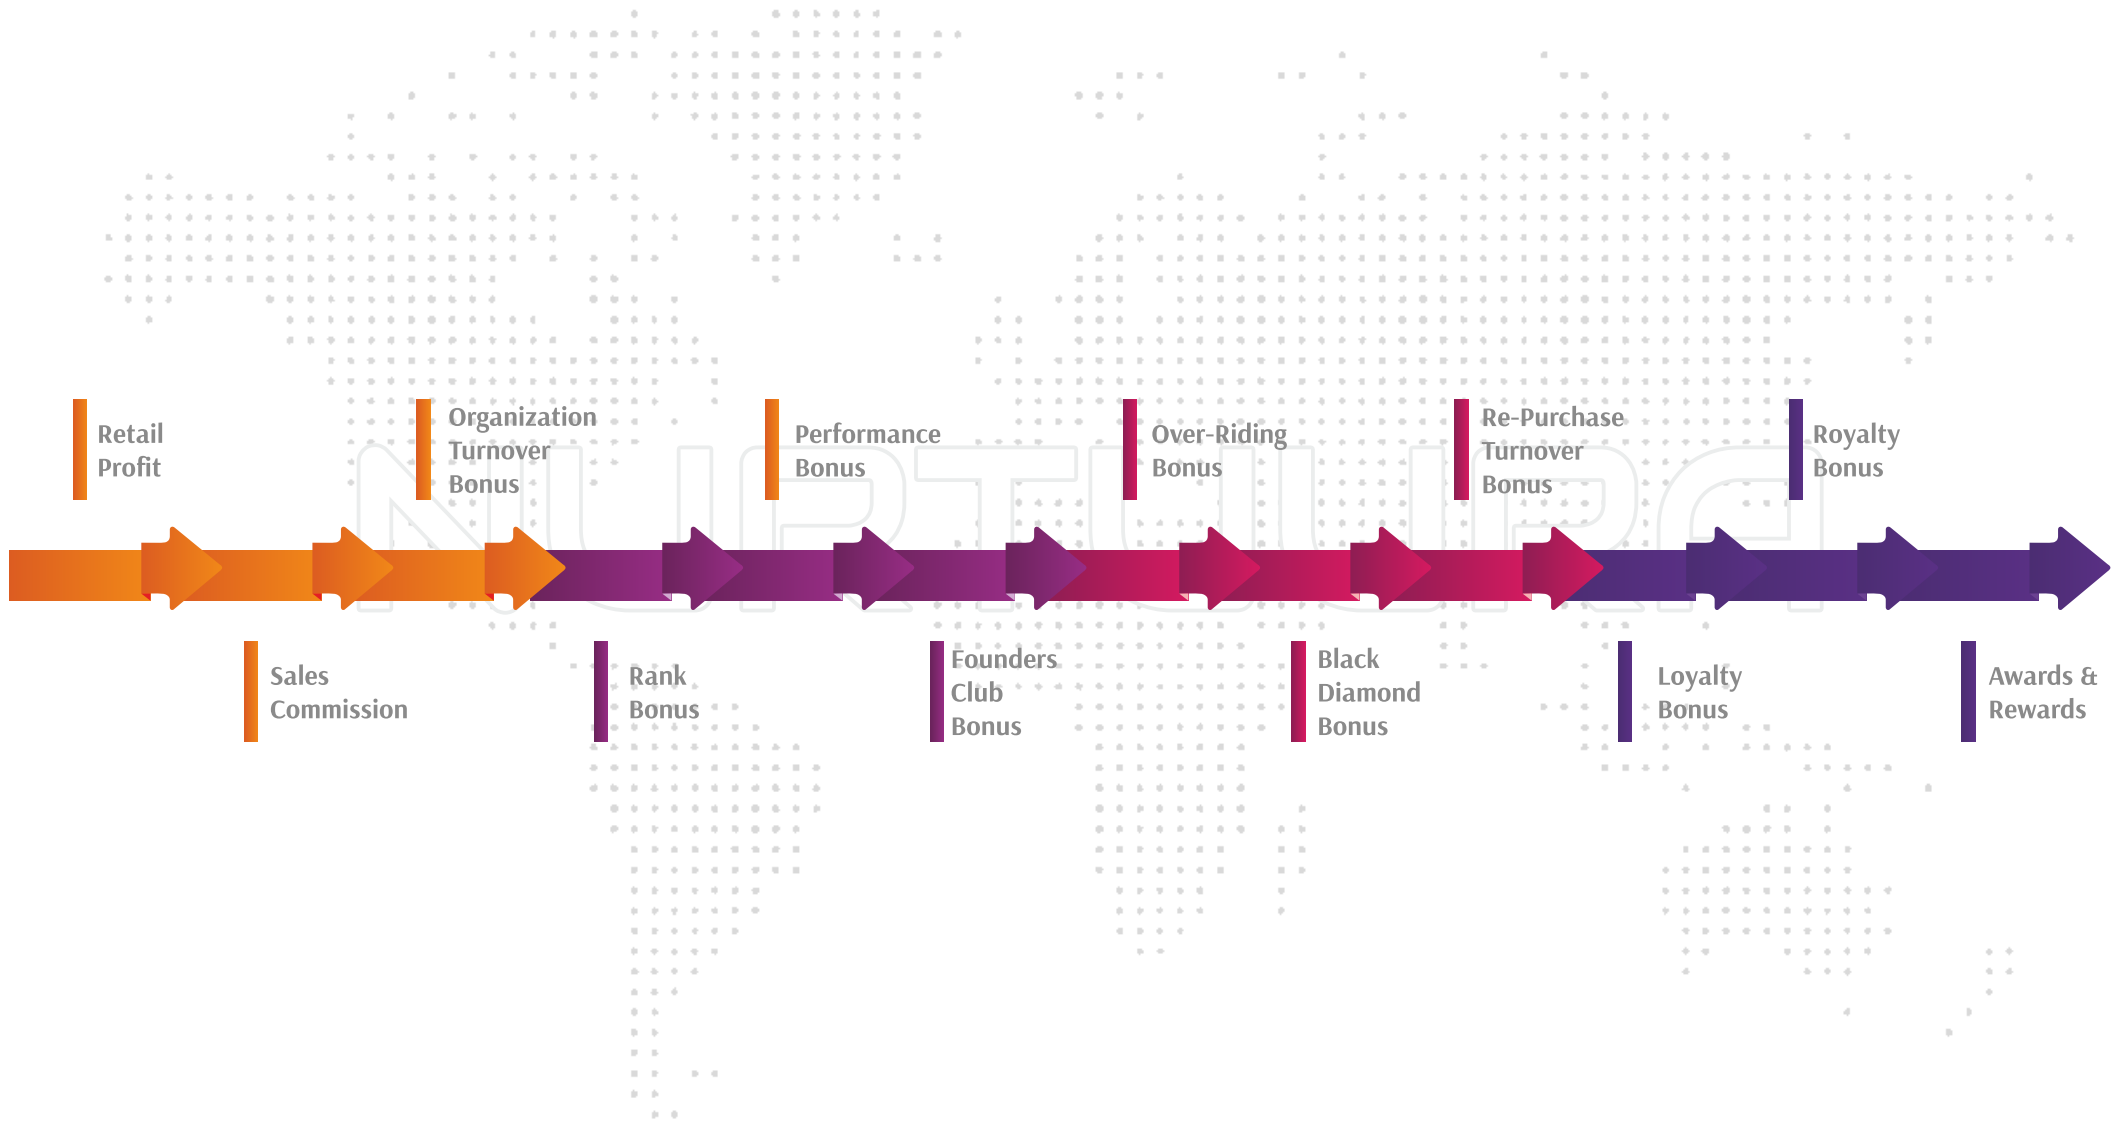 Retail
Profit
Organization
Turnover
Bonus
Performance
Bonus
Over-Riding
Bonus
Re-Purchase
Turnover
Bonus
Royalty
Bonus
NURTUURA
Sales
Commission
Rank
Bonus
Founders
Club
Bonus
Black
Diamond
Bonus
Loyalty
Bonus
Awards &
Rewards